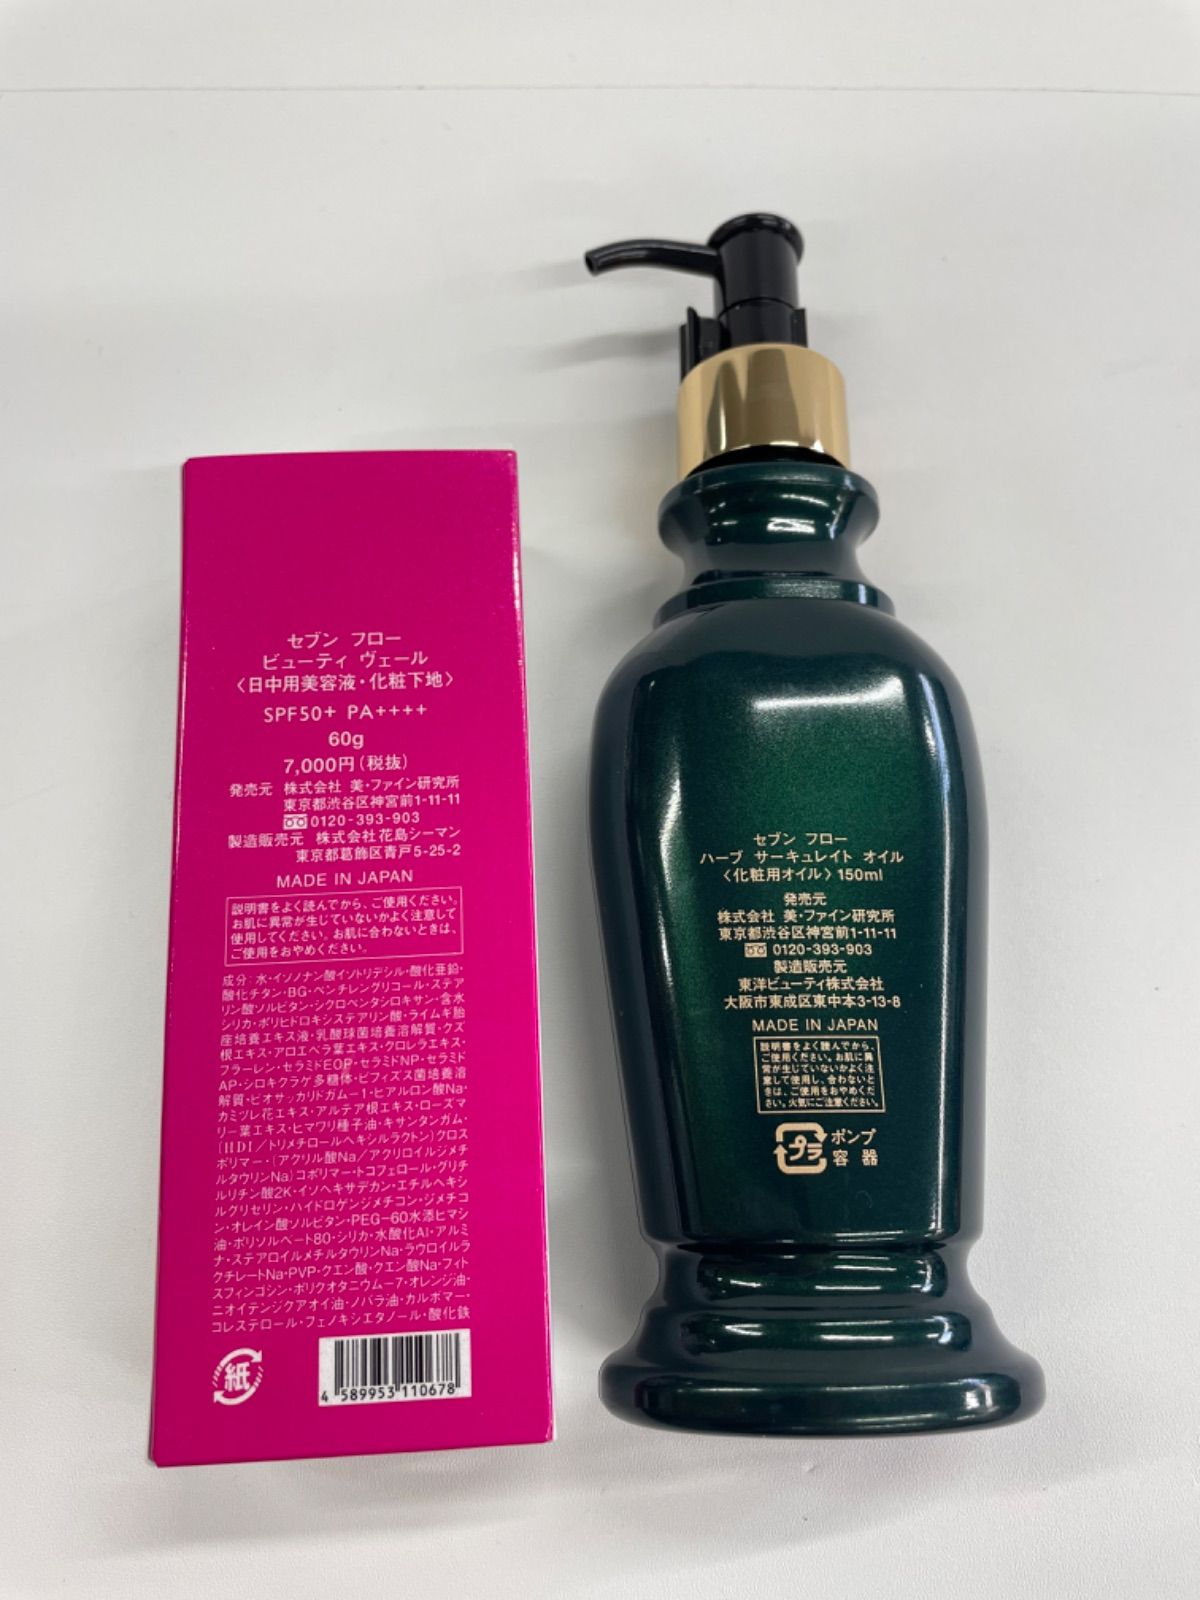 セブン フロー
ビューティ ヴェール
〈日中用美容液・化粧下地〉
SPF50+ PA++++
60g
7,000円(税抜)
発売元 株式会社 美・ファイン研究所
東京都渋谷区神宮前1-11-11
0120-393-903
製造販売元 株式会社花島シーマン
東京都葛飾区青戸5-25-2
MADE IN JAPAN
説明書をよく読んでから、ご使用ください。
お肌に異常が生じていないかよく注意して
使用してください。お肌に合わないときは、
ご使用をおやめください。
成分:水・イソノナン酸イソトリデシル・酸化亜鉛・
酸化チタン・BG・ペンチレングリコール・ステア
リン酸ソルビタン・シクロペンタシロキサン・含水
シリカ・ポリヒドロキシステアリン酸・ライムギ胎
座培養エキス液・乳酸球菌培養溶解質・クズ
根エキス・アロエベラ葉エキス・クロレラエキス・
フラーレン・セラミドEOP・セラミドNP・セラミド
AP・シロキクラゲ多糖体・ビフィズス菌培養溶
解質・ビオサッカリドガム-1・ヒアルロン酸Na・
カミツレ花エキス・アルテア根エキス・ローズマ
リー葉エキス・ヒマワリ種子油・キサンタンガム・
(HDI/トリメチロールヘキシルラクトン)クロス
ポリマー・(アクリル酸Na/アクリロイルジメチ
ルタウリンNa)コポリマー・トコフェロール・グリチ
ルリチン酸2K・イソヘキサデカン・エチルヘキシ
ルグリセリン・ハイドロゲンジメチコン・ジメチコ
ン・オレイン酸ソルビタン・PEG-60水添ヒマシ
油・ポリソルベート80・シリカ・水酸化Al・アルミ
ナ・ステアロイルメチルタウリンNa・ラウロイルラ
クチレートNa・PVP・クエン酸・クエン酸Na・フィト
スフィンゴシン・ポリクオタニウム-7・オレンジ油・
ニオイテンジクアオイ油・ノバラ油・カルボマー・
コレステロール・フェノキシエタノール・酸化鉄
紙
4 589953 110678
セブン フロー
ハーブ サーキュレイト オイル
〈化粧用オイル〉150ml
発売元
株式会社 美・ファイン研究所
東京都渋谷区神宮前1-11-11
0120-393-903
製造販売元
東洋ビューティ株式会社
大阪市東成区東中本3-13-8
MADE IN JAPAN
説明書をよく読んでから、
ご使用ください。お肌に異
常が生じていないかよく注
意して使用し、合わないと
きは、ご使用をおやめくだ
さい。火気にご注意ください。
プラ
ポンプ
容器